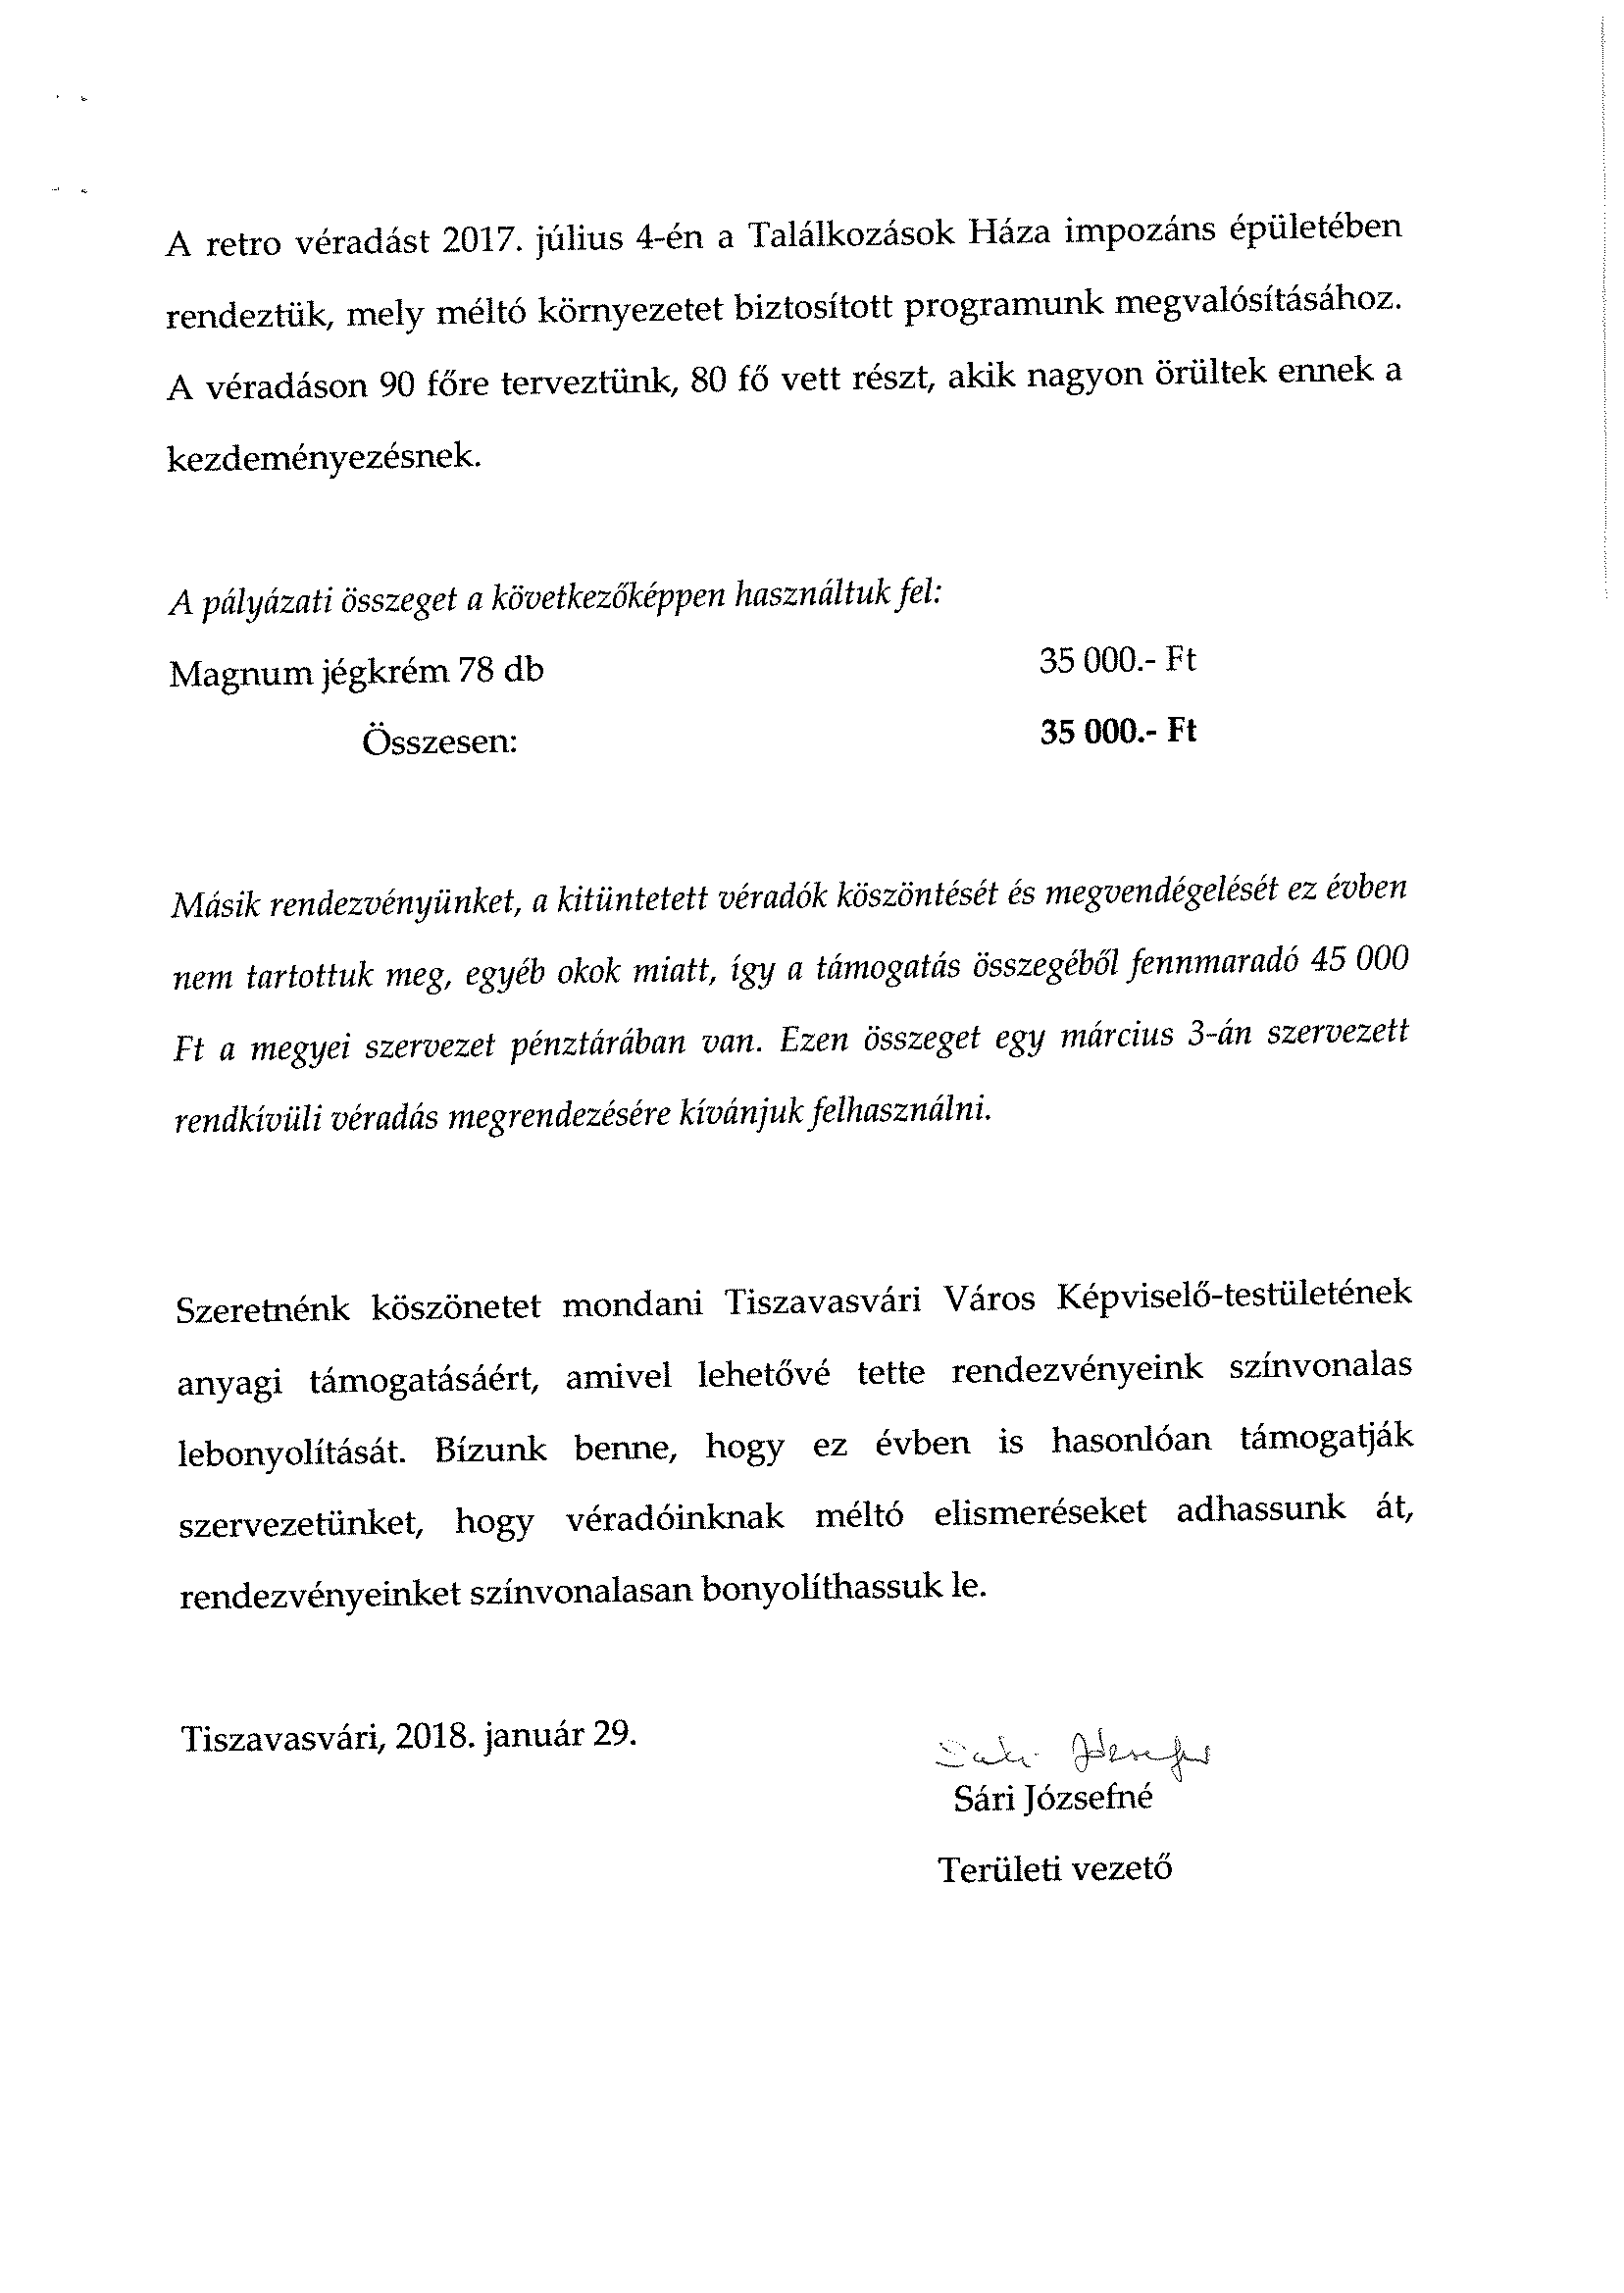 A retro véradást 2017. július 4-én a Találkozások Háza impozáns épületében
rendeztük, mely méltó környezetet biztosított programunk megvalósításához.
A véradáson 90 főre terveztünk, 80 fő vett részt, akik nagyon örültek ennek a
kezdeményezésnek.
A pályázati összeget a következőképpen használtuk fel:
Magnum jégkrém 78 db 35 000.- Ft
Összesen: 35 000.- Ft
Másik rendezvényünket, a kitüntetett véradók köszöntését és megvendégelését ez évben
nem tartottuk meg, egyéb okok miatt, így a támogatás összegéből fennmaradó 45 000
Ft a megyei szervezet pénztárában van. Ezen összeget egy március 3-án szervezett
rendkívüli véradás megrendezésére kívánjuk felhasználni.
Szeretnénk köszönetet mondani Tiszavasvári Város Képviselő-testületének
anyagi támogatásáért, amivel lehetővé tette rendezvényeink színvonalas
lebonyolítását. Bízunk benne, hogy ez évben is hasonlóan támogatják
szervezetünket, hogy véradóinknak méltó elismeréseket adhassunk át,
rendezvényeinket színvonalasan bonyolíthassuk le.
Tiszavasvári, 2018. január 29.
Sári Józsefné
Területi vezető